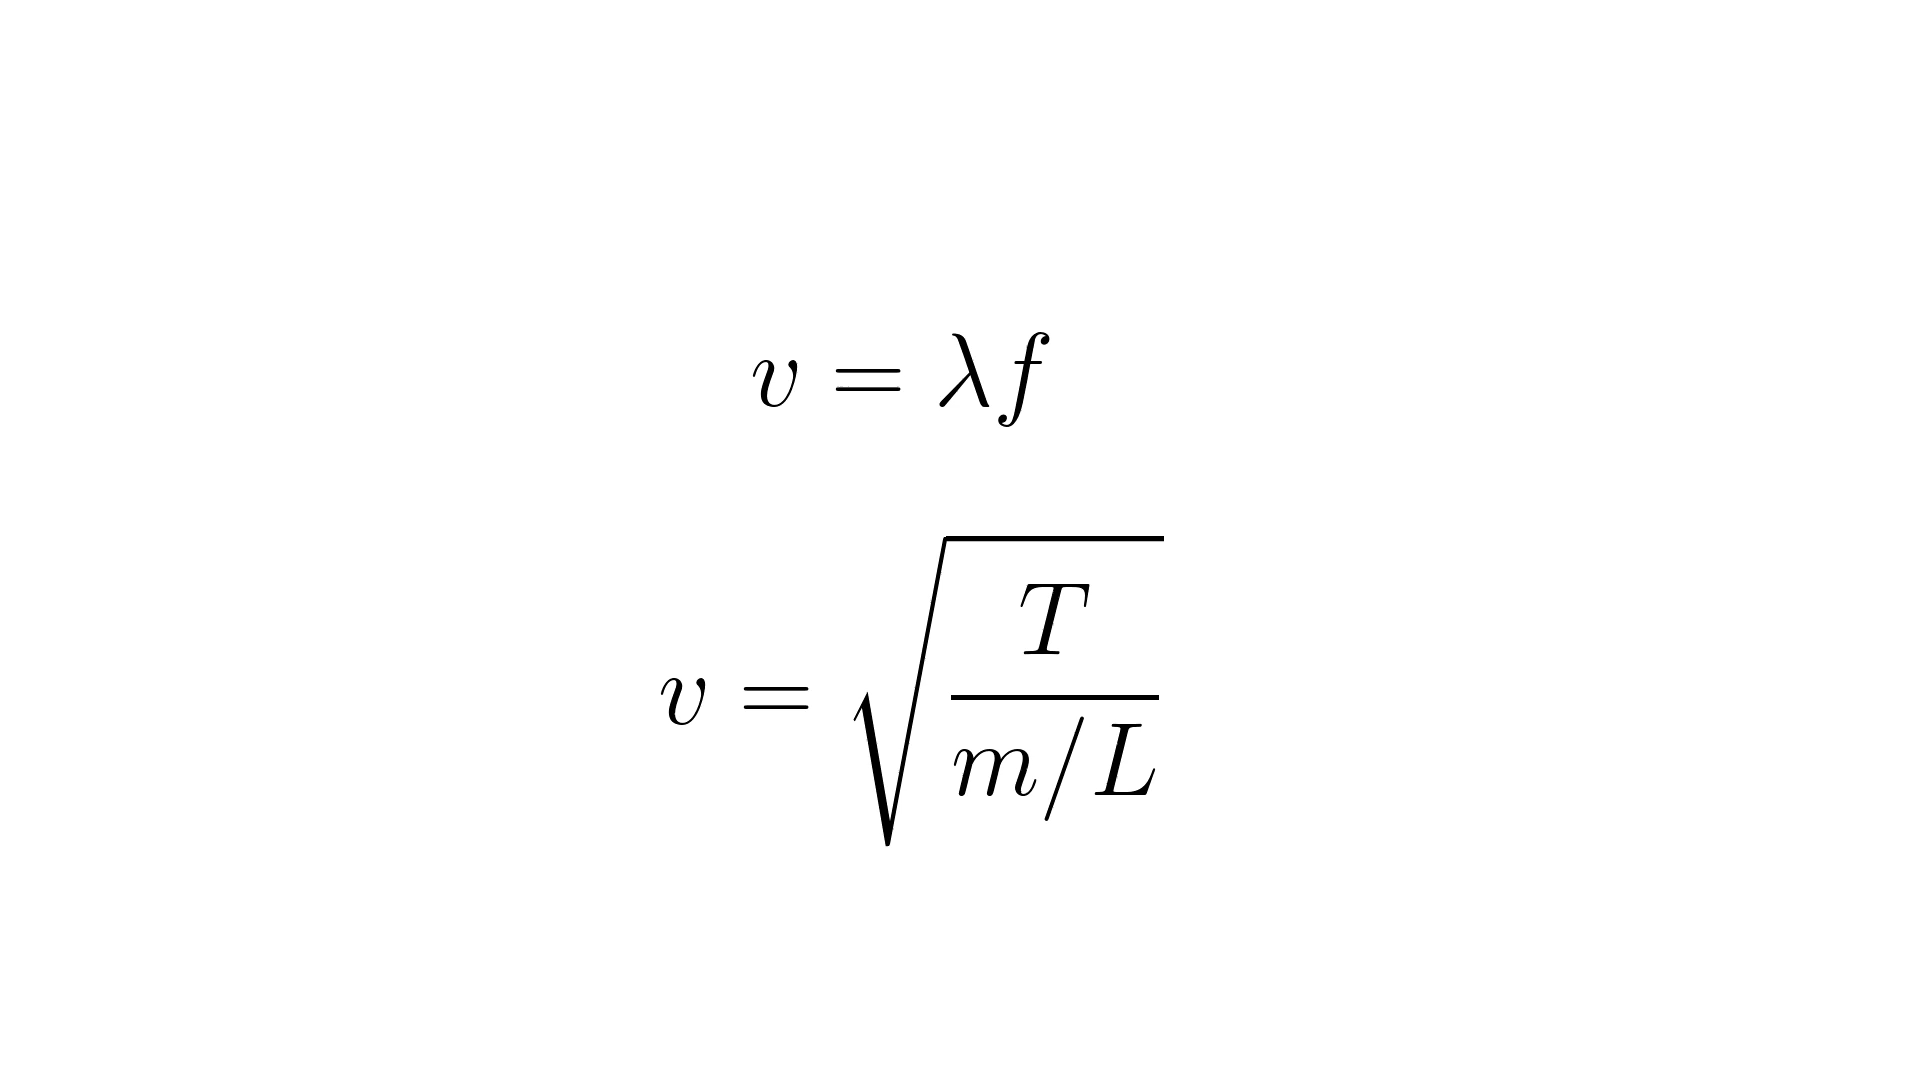 v = λf
v = √(T/(m/L))